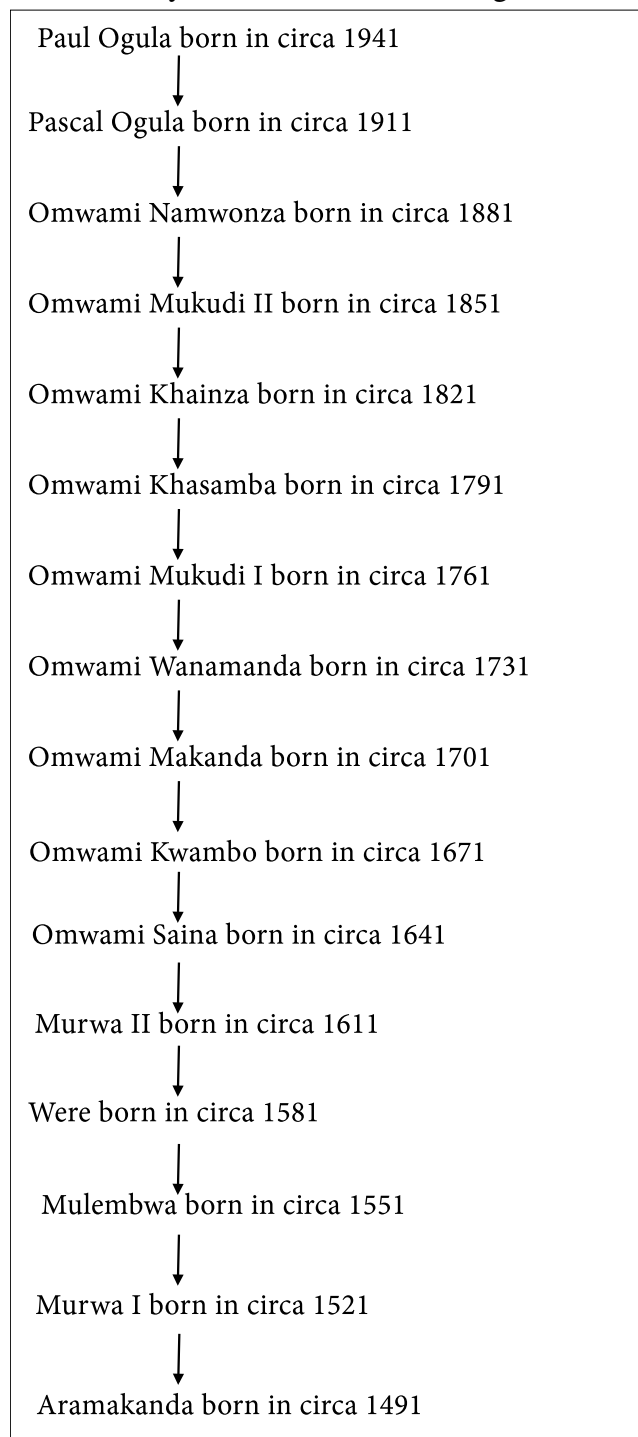 Paul Ogula born in circa 1941
Pascal Ogula born in circa 1911
Omwami Namwonza born in circa 1881
Omwami Mukudi II born in circa 1851
Omwami Khainza born in circa 1821
Omwami Khasamba born in circa 1791
Omwami Mukudi I born in circa 1761
Omwami Wanamanda born in circa 1731
Omwami Makanda born in circa 1701
Omwami Kwambo born in circa 1671
Omwami Saina born in circa 1641
Murwa II born in circa 1611
Were born in circa 1581
Mulembwa born in circa 1551
Murwa I born in circa 1521
Aramakanda born in circa 1491